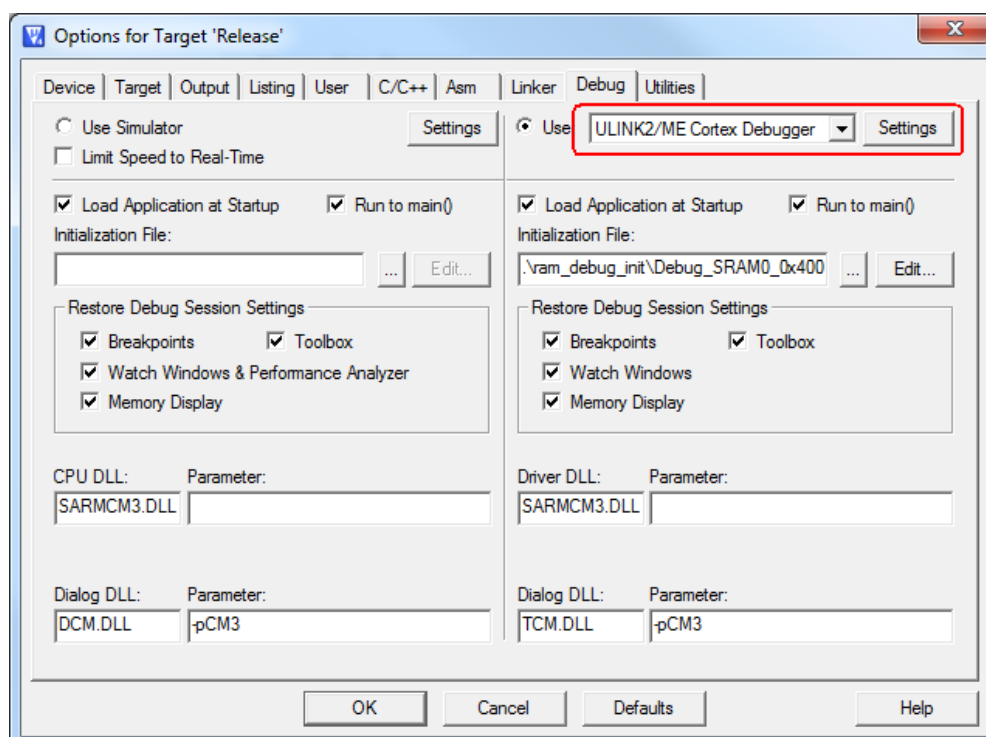 Options for Target 'Release'
Device Target Output Listing User C/C++ Asm Linker Debug Utilities
Use Simulator Settings Use ULINK2/ME Cortex Debugger Settings
Limit Speed to Real-Time
Load Application at Startup Run to main() Load Application at Startup Run to main()
Initialization File: Initialization File:
... Edit... .\ram_debug_init\Debug_SRAM0_0x400 ... Edit...
Restore Debug Session Settings Restore Debug Session Settings
Breakpoints Toolbox Breakpoints Toolbox
Watch Windows & Performance Analyzer Watch Windows
Memory Display Memory Display
CPU DLL: Parameter: Driver DLL: Parameter:
SARMCM3.DLL SARMCM3.DLL
Dialog DLL: Parameter: Dialog DLL: Parameter:
DCM.DLL -pCM3 TCM.DLL -pCM3
OK Cancel Defaults Help